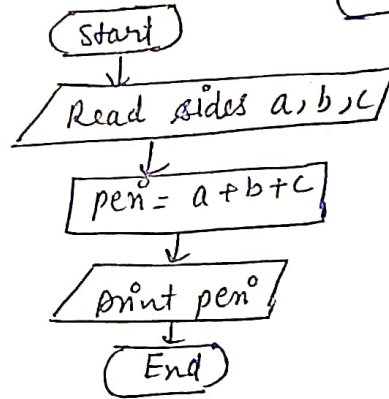 Start
Read sides a, b, c
peri = a + b + c
print peri
End